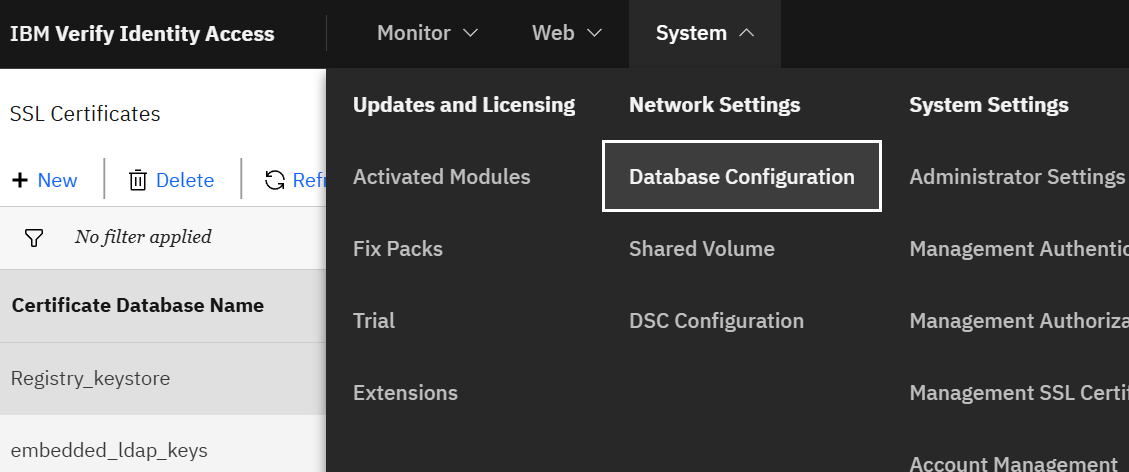 IBM Verify Identity Access
Monitor
Web
System
SSL Certificates
New
Delete
Refr
No filter applied
Certificate Database Name
Registry_keystore
embedded_ldap_keys
Updates and Licensing
Activated Modules
Fix Packs
Trial
Extensions
Network Settings
Database Configuration
Shared Volume
DSC Configuration
System Settings
Administrator Settings
Management Authentic
Management Authoriza
Management SSL Certif
Account Management